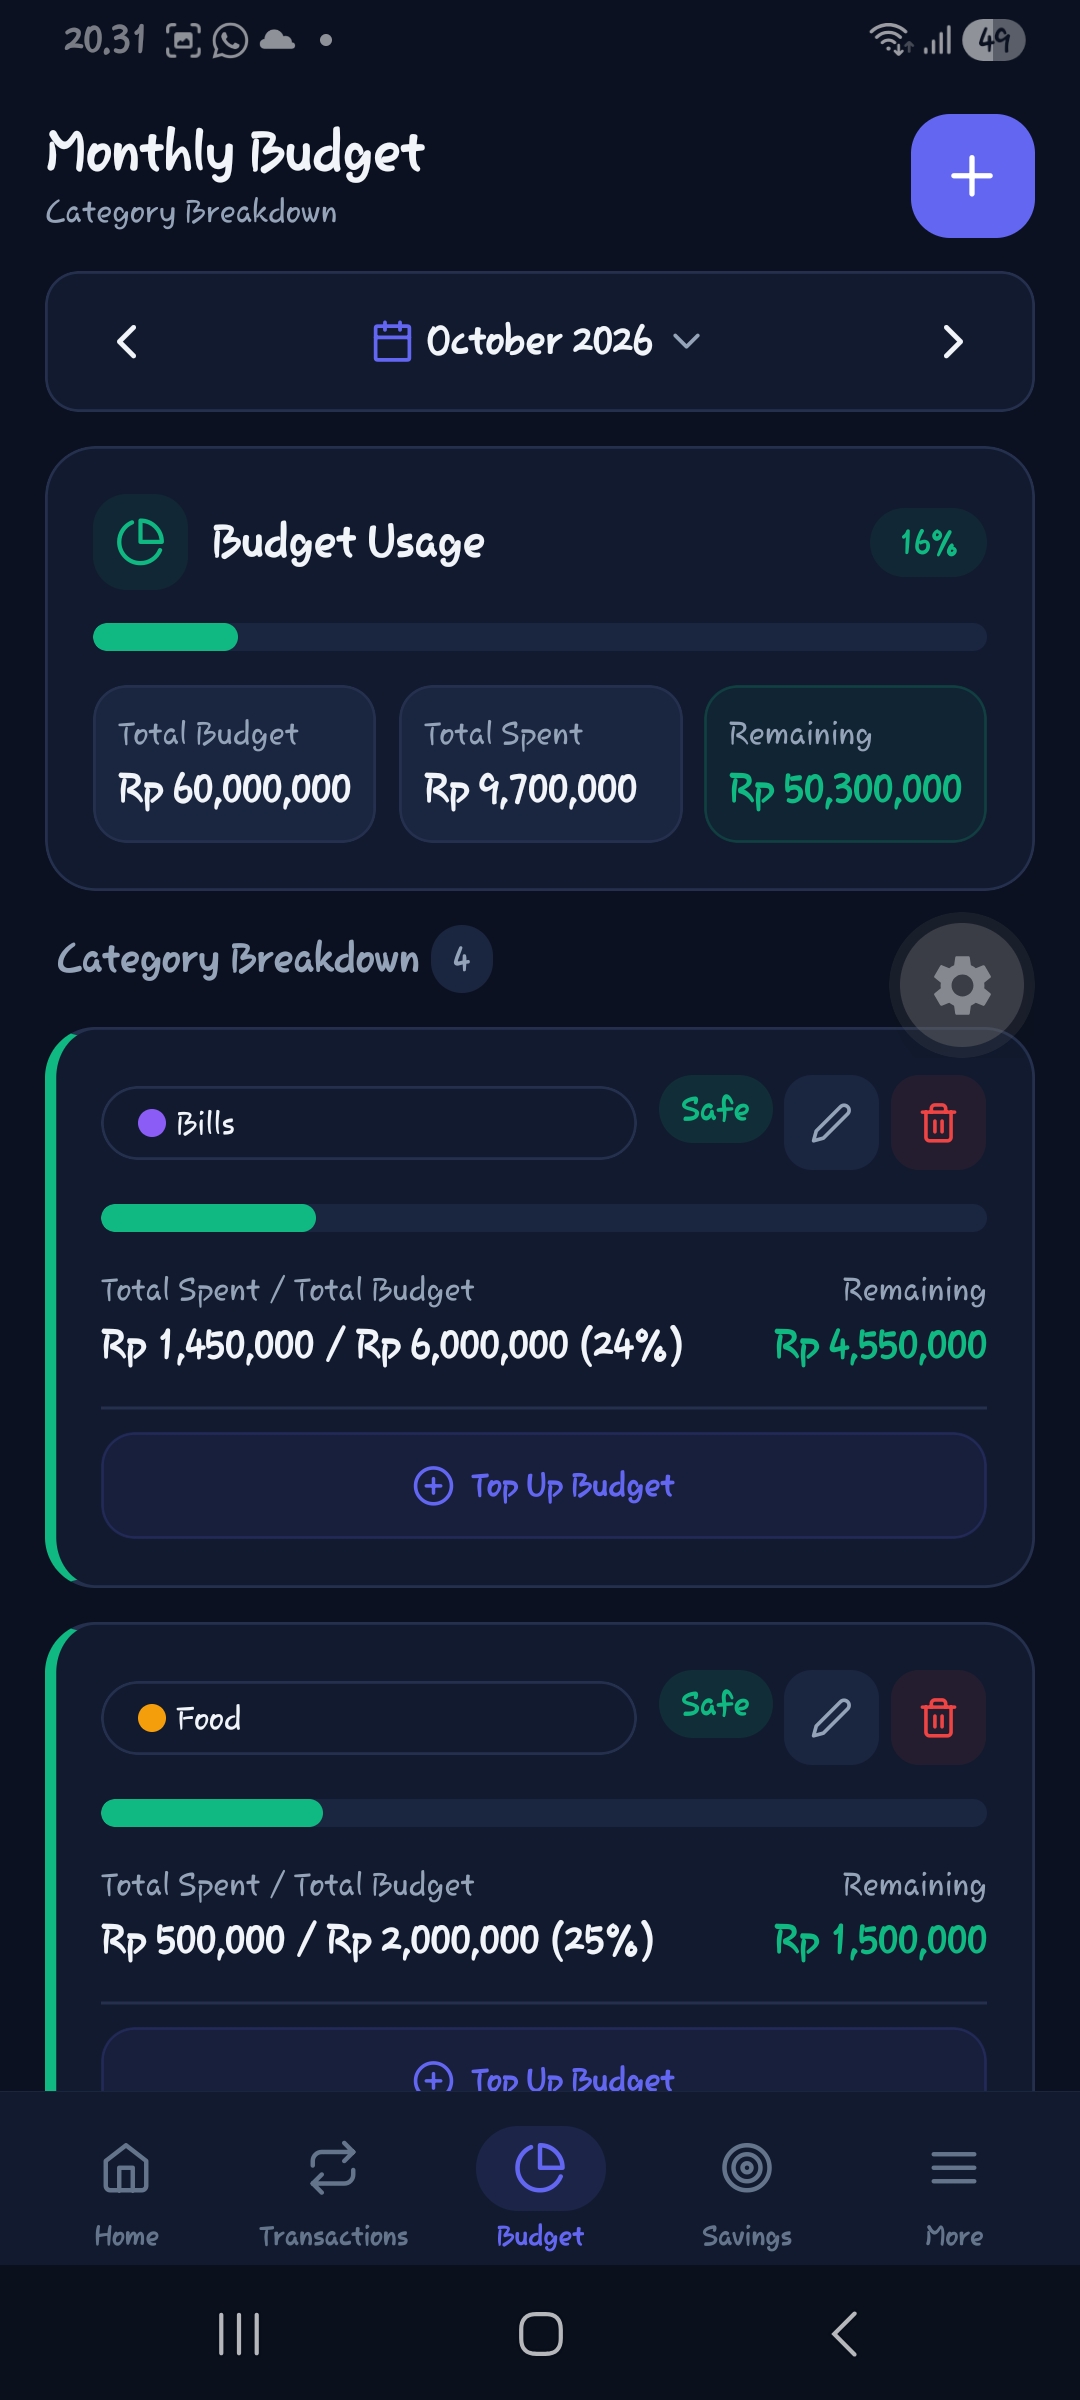 20.31
49
Monthly Budget
Category Breakdown
October 2026
Budget Usage
16%
Total Budget
Rp 60,000,000
Total Spent
Rp 9,700,000
Remaining
Rp 50,300,000
Category Breakdown 4
Bills
Safe
Total Spent / Total Budget
Remaining
Rp 1,450,000 / Rp 6,000,000 (24%)
Rp 4,550,000
Top Up Budget
Food
Safe
Total Spent / Total Budget
Remaining
Rp 500,000 / Rp 2,000,000 (25%)
Rp 1,500,000
Top Up Budget
Home
Transactions
Budget
Savings
More